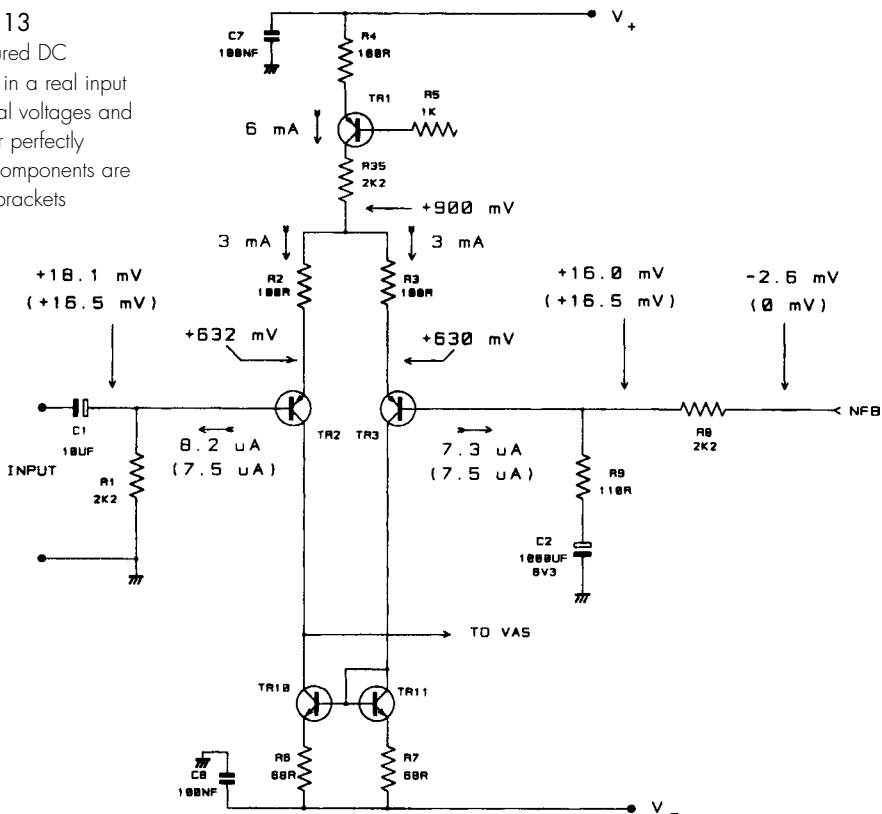 13
red DC
in a real input
al voltages and
r perfectly
omponents are
brackets
C7
100NF
R4
100R
V+
TR1
R5
1K
6 mA
R35
2K2
+900 mV
3 mA
3 mA
R2
100R
R3
100R
+18.1 mV
(+16.5 mV)
+16.0 mV
(+16.5 mV)
-2.6 mV
(0 mV)
+632 mV
+630 mV
C1
10UF
TR2
TR3
R8
2K2
NFB
8.2 uA
(7.5 uA)
7.3 uA
(7.5 uA)
INPUT
R1
2K2
R9
110R
C2
1000UF
6V3
TO VAS
TR10
TR11
R6
68R
R7
68R
C8
100NF
V-